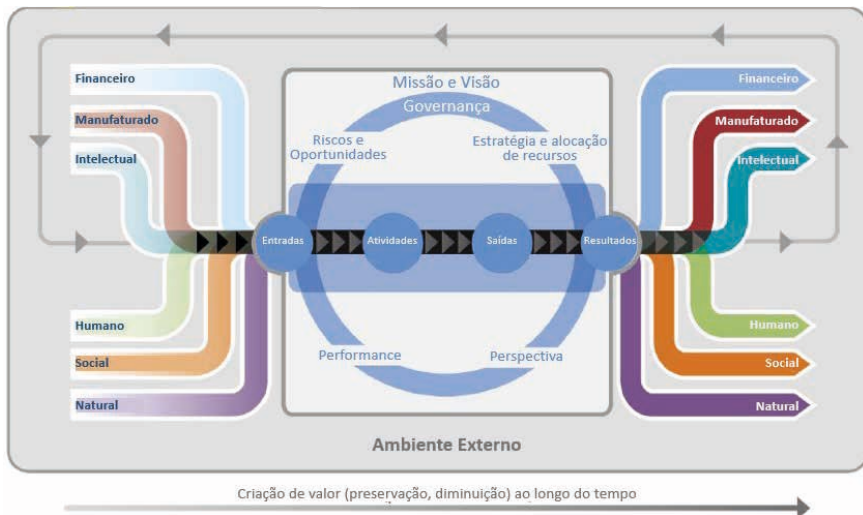 Financeiro
Manufaturado
Intelectual
Humano
Social
Natural
Missão e Visão
Governança
Riscos e
Oportunidades
Estratégia e alocação
de recursos
Entradas
Atividades
Saídas
Resultados
Performance
Perspectiva
Financeiro
Manufaturado
Intelectual
Humano
Social
Natural
Ambiente Externo
Criação de valor (preservação, diminuição) ao longo do tempo